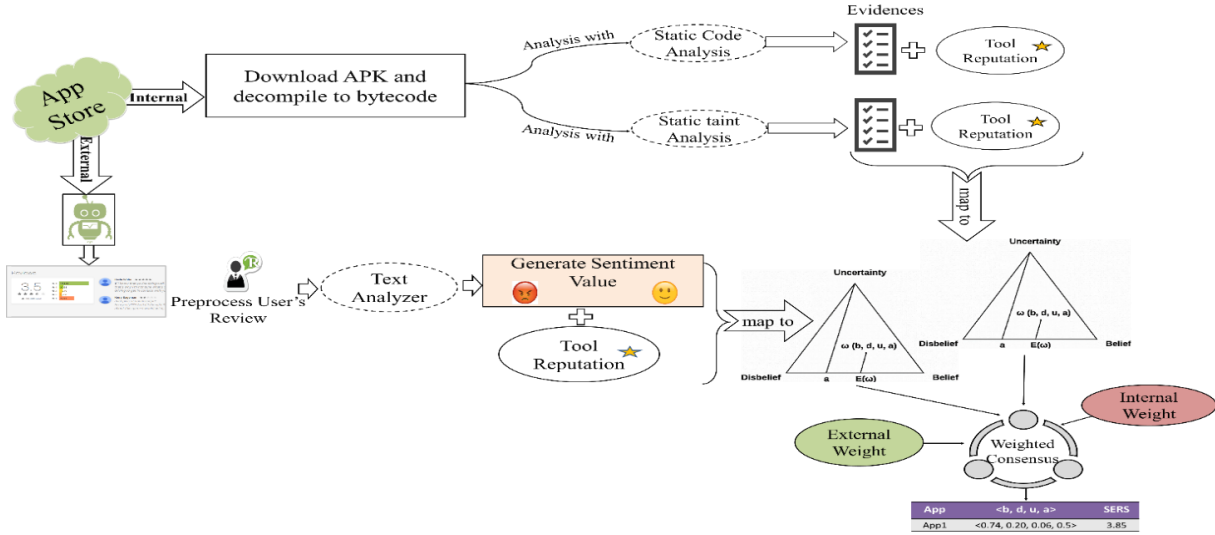 Evidences
App
Store
Internal
External
Download APK and
decompile to bytecode
Analysis with
Static Code
Analysis
Tool
Reputation
Analysis with
Static taint
Analysis
Tool
Reputation
map to
3.5
Preprocess User's
Review
Text
Analyzer
Generate Sentiment
Value
Tool
Reputation
map to
Uncertainty
ω (b, d, u, a)
Disbelief
a
E(ω)
Belief
Uncertainty
ω (b, d, u, a)
Disbelief
a
E(ω)
Belief
External
Weight
Internal
Weight
Weighted
Consensus
App <b, d, u, a> SERS
App1 <0.74, 0.20, 0.06, 0.5> 3.85